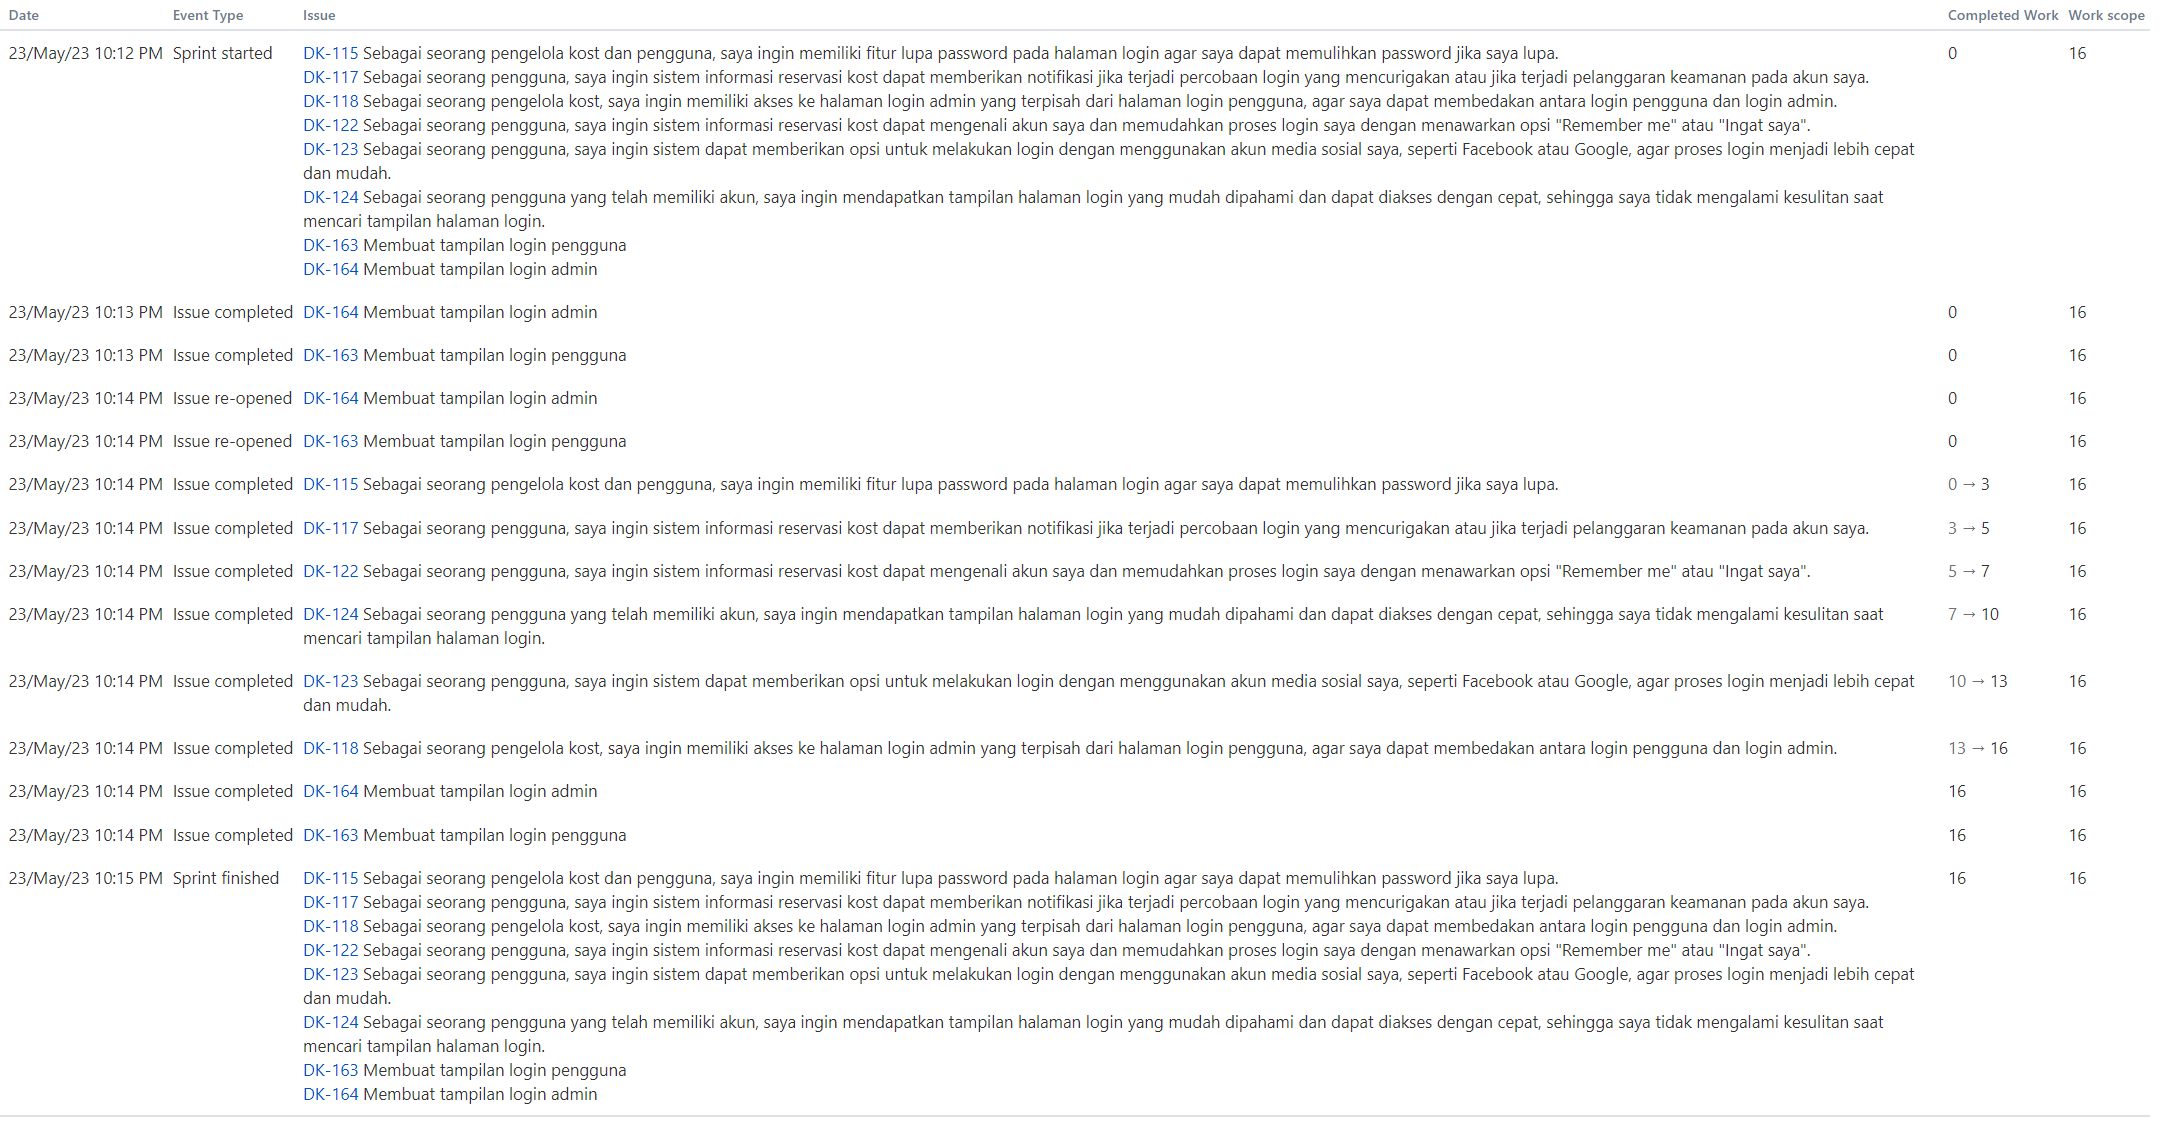 Date Event Type Issue Completed Work Work scope
23/May/23 10:12 PM Sprint started DK-115 Sebagai seorang pengelola kost dan pengguna, saya ingin memiliki fitur lupa password pada halaman login agar saya dapat memulihkan password jika saya lupa. 0 16
DK-117 Sebagai seorang pengguna, saya ingin sistem informasi reservasi kost dapat memberikan notifikasi jika terjadi percobaan login yang mencurigakan atau jika terjadi pelanggaran keamanan pada akun saya.
DK-118 Sebagai seorang pengelola kost, saya ingin memiliki akses ke halaman login admin yang terpisah dari halaman login pengguna, agar saya dapat membedakan antara login pengguna dan login admin.
DK-122 Sebagai seorang pengguna, saya ingin sistem informasi reservasi kost dapat mengenali akun saya dan memudahkan proses login saya dengan menawarkan opsi "Remember me" atau "Ingat saya".
DK-123 Sebagai seorang pengguna, saya ingin sistem dapat memberikan opsi untuk melakukan login dengan menggunakan akun media sosial saya, seperti Facebook atau Google, agar proses login menjadi lebih cepat
dan mudah.
DK-124 Sebagai seorang pengguna yang telah memiliki akun, saya ingin mendapatkan tampilan halaman login yang mudah dipahami dan dapat diakses dengan cepat, sehingga saya tidak mengalami kesulitan saat
mencari tampilan halaman login.
DK-163 Membuat tampilan login pengguna
DK-164 Membuat tampilan login admin
23/May/23 10:13 PM Issue completed DK-164 Membuat tampilan login admin 0 16
23/May/23 10:13 PM Issue completed DK-163 Membuat tampilan login pengguna 0 16
23/May/23 10:14 PM Issue re-opened DK-164 Membuat tampilan login admin 0 16
23/May/23 10:14 PM Issue re-opened DK-163 Membuat tampilan login pengguna 0 16
23/May/23 10:14 PM Issue completed DK-115 Sebagai seorang pengelola kost dan pengguna, saya ingin memiliki fitur lupa password pada halaman login agar saya dapat memulihkan password jika saya lupa. 0 → 3 16
23/May/23 10:14 PM Issue completed DK-117 Sebagai seorang pengguna, saya ingin sistem informasi reservasi kost dapat memberikan notifikasi jika terjadi percobaan login yang mencurigakan atau jika terjadi pelanggaran keamanan pada akun saya. 3 → 5 16
23/May/23 10:14 PM Issue completed DK-122 Sebagai seorang pengguna, saya ingin sistem informasi reservasi kost dapat mengenali akun saya dan memudahkan proses login saya dengan menawarkan opsi "Remember me" atau "Ingat saya". 5 → 7 16
23/May/23 10:14 PM Issue completed DK-124 Sebagai seorang pengguna yang telah memiliki akun, saya ingin mendapatkan tampilan halaman login yang mudah dipahami dan dapat diakses dengan cepat, sehingga saya tidak mengalami kesulitan saat 7 → 10 16
mencari tampilan halaman login.
23/May/23 10:14 PM Issue completed DK-123 Sebagai seorang pengguna, saya ingin sistem dapat memberikan opsi untuk melakukan login dengan menggunakan akun media sosial saya, seperti Facebook atau Google, agar proses login menjadi lebih cepat 10 → 13 16
dan mudah.
23/May/23 10:14 PM Issue completed DK-118 Sebagai seorang pengelola kost, saya ingin memiliki akses ke halaman login admin yang terpisah dari halaman login pengguna, agar saya dapat membedakan antara login pengguna dan login admin. 13 → 16 16
23/May/23 10:14 PM Issue completed DK-164 Membuat tampilan login admin 16 16
23/May/23 10:14 PM Issue completed DK-163 Membuat tampilan login pengguna 16 16
23/May/23 10:15 PM Sprint finished DK-115 Sebagai seorang pengelola kost dan pengguna, saya ingin memiliki fitur lupa password pada halaman login agar saya dapat memulihkan password jika saya lupa. 16 16
DK-117 Sebagai seorang pengguna, saya ingin sistem informasi reservasi kost dapat memberikan notifikasi jika terjadi percobaan login yang mencurigakan atau jika terjadi pelanggaran keamanan pada akun saya.
DK-118 Sebagai seorang pengelola kost, saya ingin memiliki akses ke halaman login admin yang terpisah dari halaman login pengguna, agar saya dapat membedakan antara login pengguna dan login admin.
DK-122 Sebagai seorang pengguna, saya ingin sistem informasi reservasi kost dapat mengenali akun saya dan memudahkan proses login saya dengan menawarkan opsi "Remember me" atau "Ingat saya".
DK-123 Sebagai seorang pengguna, saya ingin sistem dapat memberikan opsi untuk melakukan login dengan menggunakan akun media sosial saya, seperti Facebook atau Google, agar proses login menjadi lebih cepat
dan mudah.
DK-124 Sebagai seorang pengguna yang telah memiliki akun, saya ingin mendapatkan tampilan halaman login yang mudah dipahami dan dapat diakses dengan cepat, sehingga saya tidak mengalami kesulitan saat
mencari tampilan halaman login.
DK-163 Membuat tampilan login pengguna
DK-164 Membuat tampilan login admin